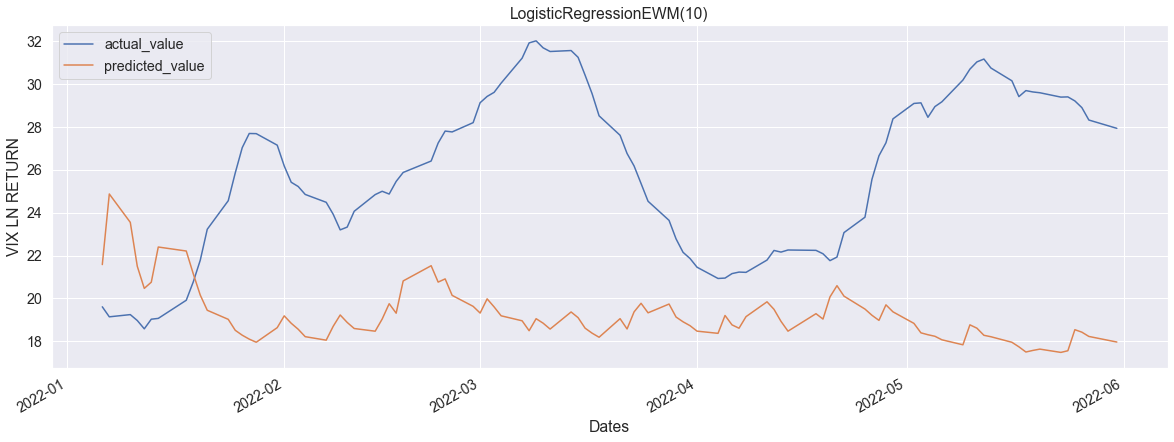 LogisticRegressionEWM(10)
actual_value
predicted_value
VIX LN RETURN
32
30
28
26
24
22
20
18
2022-01
2022-02
2022-03
2022-04
2022-05
2022-06
Dates